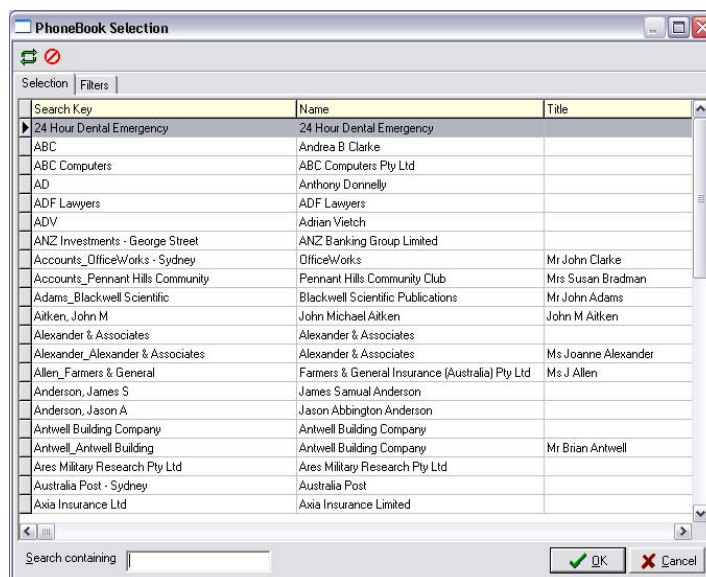 PhoneBook Selection
Selection Filters
Search Key Name Title
24 Hour Dental Emergency 24 Hour Dental Emergency
ABC Andrea B Clarke
ABC Computers ABC Computers Pty Ltd
AD Anthony Donnelly
ADF Lawyers ADF Lawyers
ADV Adrian Vietch
ANZ Investments - George Street ANZ Banking Group Limited
Accounts_OfficeWorks - Sydney OfficeWorks Mr John Clarke
Accounts_Pennant Hills Community Pennant Hills Community Club Mrs Susan Bradman
Adams_Blackwell Scientific Blackwell Scientific Publications Mr John Adams
Aitken, John M John Michael Aitken John M Aitken
Alexander & Associates Alexander & Associates
Alexander_Alexander & Associates Alexander & Associates Ms Joanne Alexander
Allen_Farmers & General Farmers & General Insurance (Australia) Pty Ltd Ms J Allen
Anderson, James S James Samual Anderson
Anderson, Jason A Jason Abbington Anderson
Antwell Building Company Antwell Building Company
Antwell_Antwell Building Antwell Building Company Mr Brian Antwell
Ares Military Research Pty Ltd Ares Military Research Pty Ltd
Australia Post - Sydney Australia Post
Axia Insurance Ltd Axia Insurance Limited
Search containing OK Cancel